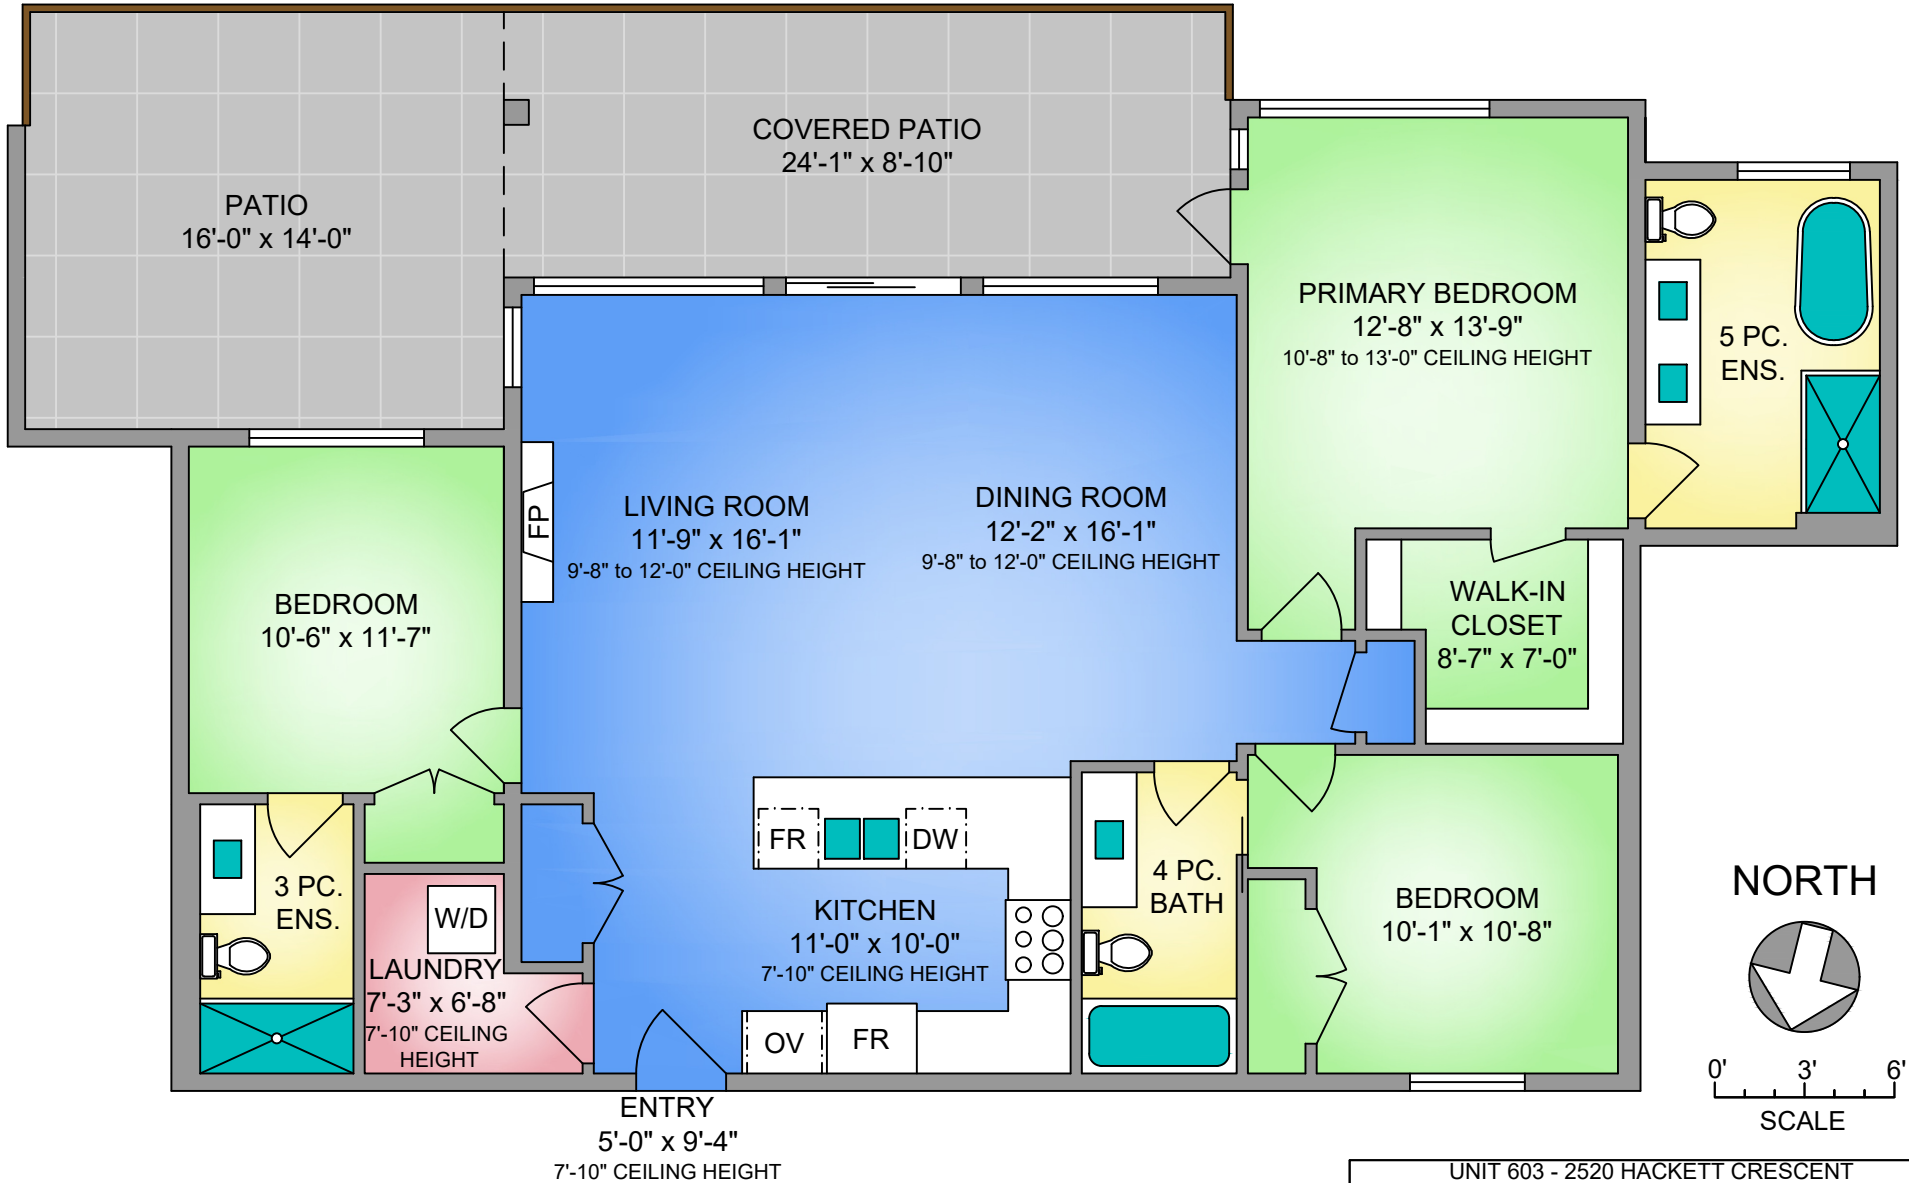 COVERED PATIO
24'-1" x 8'-10"
PATIO
16'-0" x 14'-0"
PRIMARY BEDROOM
12'-8" x 13'-9"
10'-8" to 13'-0" CEILING HEIGHT
5 PC.
ENS.
LIVING ROOM
11'-9" x 16'-1"
9'-8" to 12'-0" CEILING HEIGHT
DINING ROOM
12'-2" x 16'-1"
9'-8" to 12'-0" CEILING HEIGHT
FP
BEDROOM
10'-6" x 11'-7"
WALK-IN
CLOSET
8'-7" x 7'-0"
FR
DW
3 PC.
ENS.
W/D
LAUNDRY
7'-3" x 6'-8"
7'-10" CEILING
HEIGHT
KITCHEN
11'-0" x 10'-0"
7'-10" CEILING HEIGHT
OV
FR
4 PC.
BATH
BEDROOM
10'-1" x 10'-8"
NORTH
0' 3' 6'
SCALE
ENTRY
5'-0" x 9'-4"
7'-10" CEILING HEIGHT
UNIT 603 - 2520 HACKETT CRESCENT